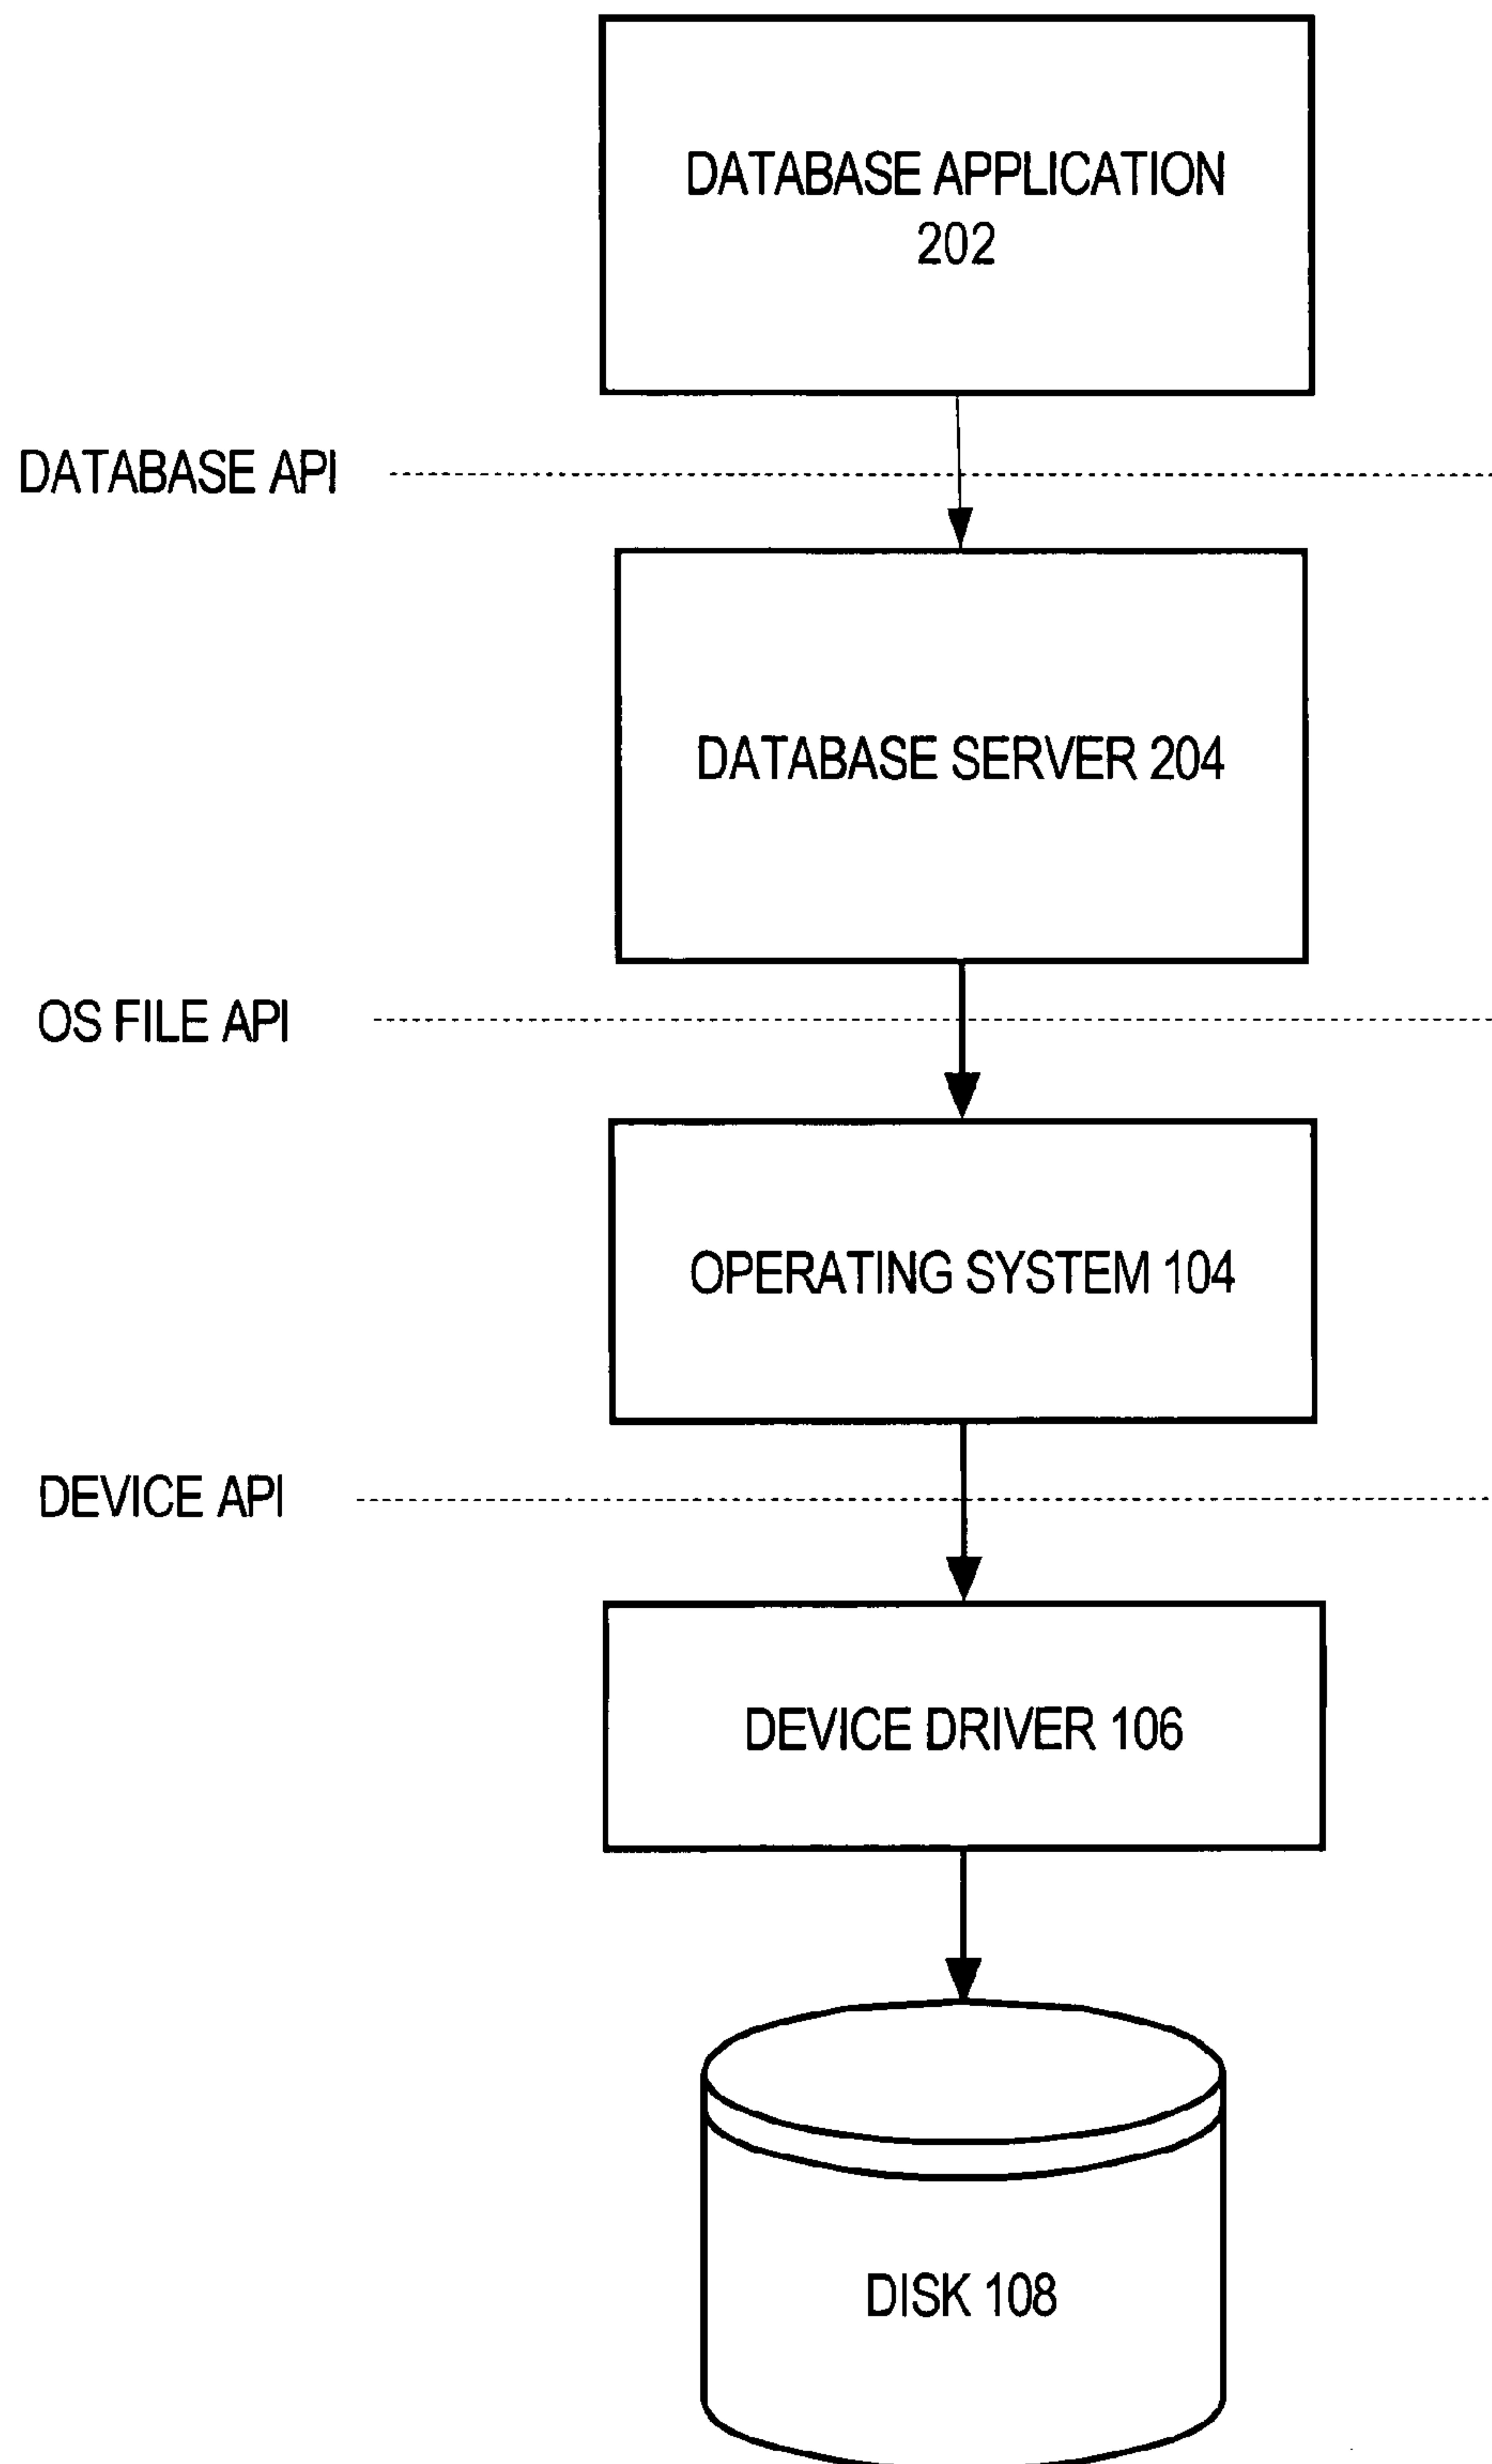 DATABASE APPLICATION
202
DATABASE API
DATABASE SERVER 204
OS FILE API
OPERATING SYSTEM 104
DEVICE API
DEVICE DRIVER 106
DISK 108